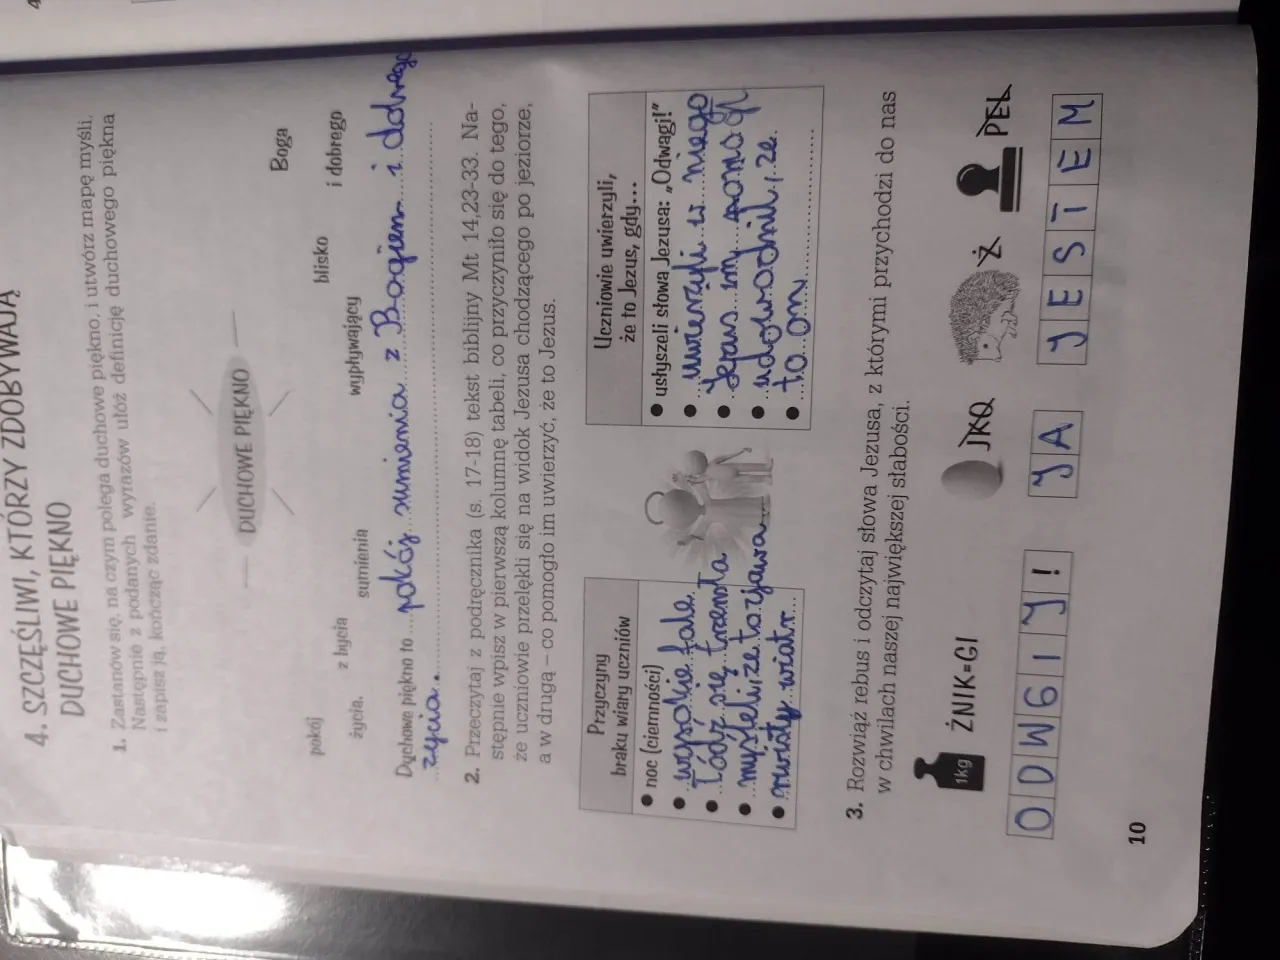 4. SZCZĘŚLIWI, KTÓRZY ZDOBYWAJĄ
DUCHOWE PIĘKNO
1. Zastanów się, na czym polega duchowe piękno, i utwórz mapę myśli.
Następnie z podanych wyrazów ułóż definicję duchowego piękna
i zapisz ją, kończąc zdanie.
DUCHOWE PIĘKNO
pokój
życia.
z bycia
sumienia
wypływający
blisko
i dobrego
Boga
Duchowe piękno to pokój sumienia z Bogiem i dobrego
życia.
2. Przeczytaj z podręcznika (s. 17-18) tekst biblijny Mt 14,23-33. Na-
stępnie wpisz w pierwszą kolumnę tabeli, co przyczyniło się do tego,
że uczniowie przelękli się na widok Jezusa chodzącego po jeziorze,
a w drugą – co pomogło im uwierzyć, że to Jezus.
Przyczyny
braku wiary uczniów
• noc (ciemności)
• wysokie fale
• łódź się trzęsła
• myśleli, że to zjawa
• wiatr
Uczniowie uwierzyli,
że to Jezus, gdy...
• usłyszeli słowa Jezusa: „Odwagi!”
• uwierzyli w niego
• Jezus im pomógł
• udowodnił, że
• to On
3. Rozwiąż rebus i odczytaj słowa Jezusa, z którymi przychodzi do nas
w chwilach naszej największej słabości.
1kg ŻNIK=GI JKO Ż PEL
ODWGIY! JA JESTEM
10